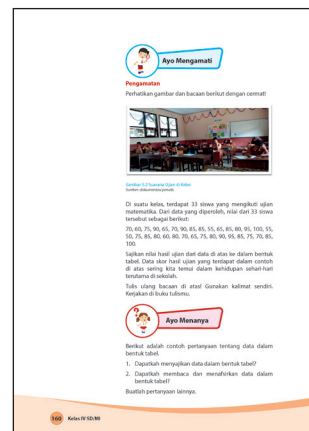 Ayo Mengamati
Pengamatan
Perhatikan gambar dan bacaan berikut dengan cermat!
Gambar 5.2 Suasana Ujian di Kelas
Sumber: dokumentasi penulis
Di suatu kelas, terdapat 33 siswa yang mengikuti ujian
matematika. Dari data yang diperoleh, nilai dari 33 siswa
tersebut sebagai berikut:
70, 60, 75, 90, 65, 70, 90, 85, 85, 55, 65, 85, 80, 95, 100, 55,
50, 75, 85, 80, 60, 80, 70, 65, 75, 80, 90, 95, 85, 75, 70, 85,
100.
Sajikan nilai hasil ujian dari data di atas ke dalam bentuk
tabel. Data skor hasil ujian yang terdapat dalam contoh
di atas sering kita temui dalam kehidupan sehari-hari
terutama di sekolah.
Tulis ulang bacaan di atas! Gunakan kalimat sendiri.
Kerjakan di buku tulismu.
Ayo Menanya
Berikut adalah contoh pertanyaan tentang data dalam
bentuk tabel.
1. Dapatkah menyajikan data dalam bentuk tabel?
2. Dapatkah membaca dan menafsirkan data dalam
bentuk tabel?
Buatlah pertanyaan lainnya.
160 Kelas IV SD/MI